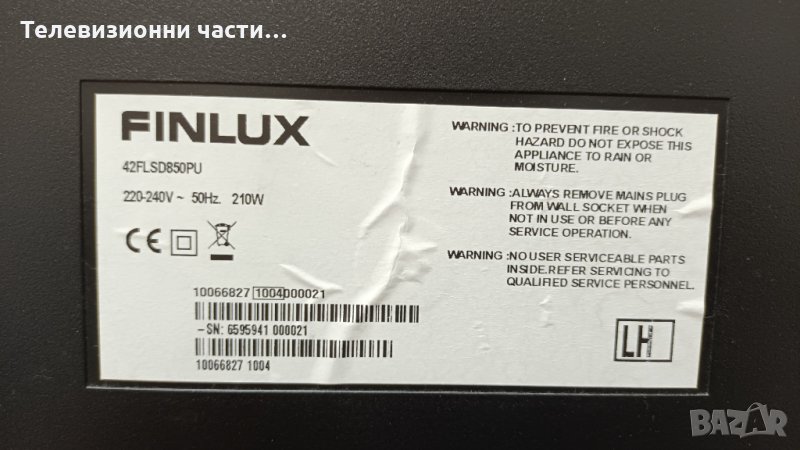 Телевизионни части...
FINLUX
42FLSD850PU
220-240V ~ 50Hz. 210W
CE
10066827 1004000021
-SN: 6595941 000021
10066827 1004
WARNING :TO PREVENT FIRE OR SHOCK
HAZARD DO NOT EXPOSE THIS
APPLIANCE TO RAIN OR
MOISTURE.
WARNING :ALWAYS REMOVE MAINS PLUG
FROM WALL SOCKET WHEN
NOT IN USE OR BEFORE ANY
SERVICE OPERATION.
WARNING :NO USER SERVICEABLE PARTS
INSIDE.REFER SERVICING TO
QUALIFIED SERVICE PERSONNEL.
LH
BAZAR